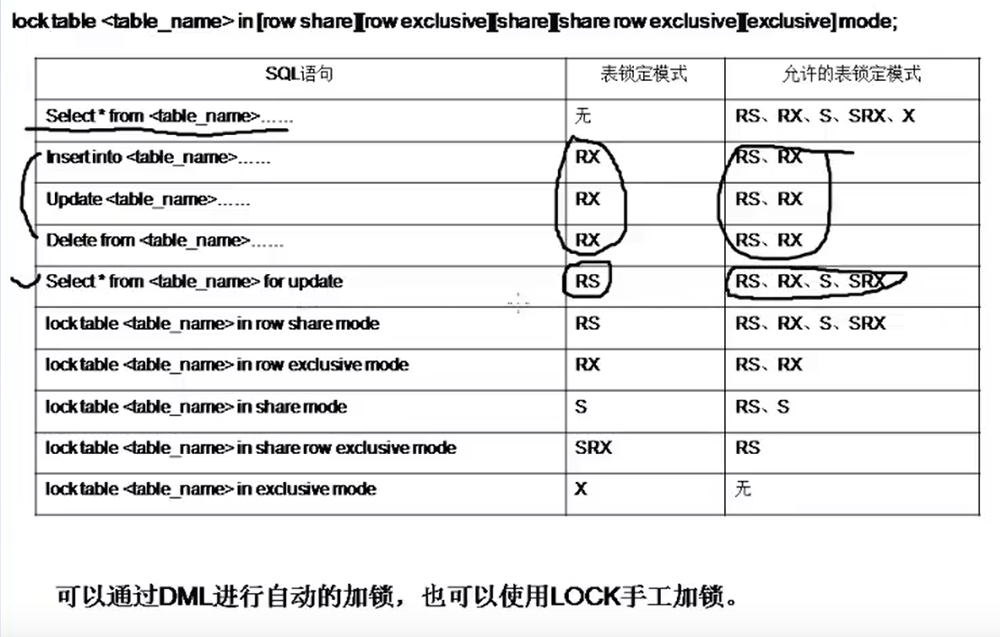 lock table <table_name> in [row share][row exclusive][share][share row exclusive][exclusive] mode;
SQL语句 表锁定模式 允许的表锁定模式
Select * from <table_name>…… 无 RS、RX、S、SRX、X
Insert into <table_name>…… RX RS、RX
Update <table_name>…… RX RS、RX
Delete from <table_name>…… RX RS、RX
Select * from <table_name> for update RS RS、RX、S、SRX
lock table <table_name> in row share mode RS RS、RX、S、SRX
lock table <table_name> in row exclusive mode RX RS、RX
lock table <table_name> in share mode S RS、S
lock table <table_name> in share row exclusive mode SRX RS
lock table <table_name> in exclusive mode X 无
可以通过DML进行自动的加锁，也可以使用LOCK手工加锁。